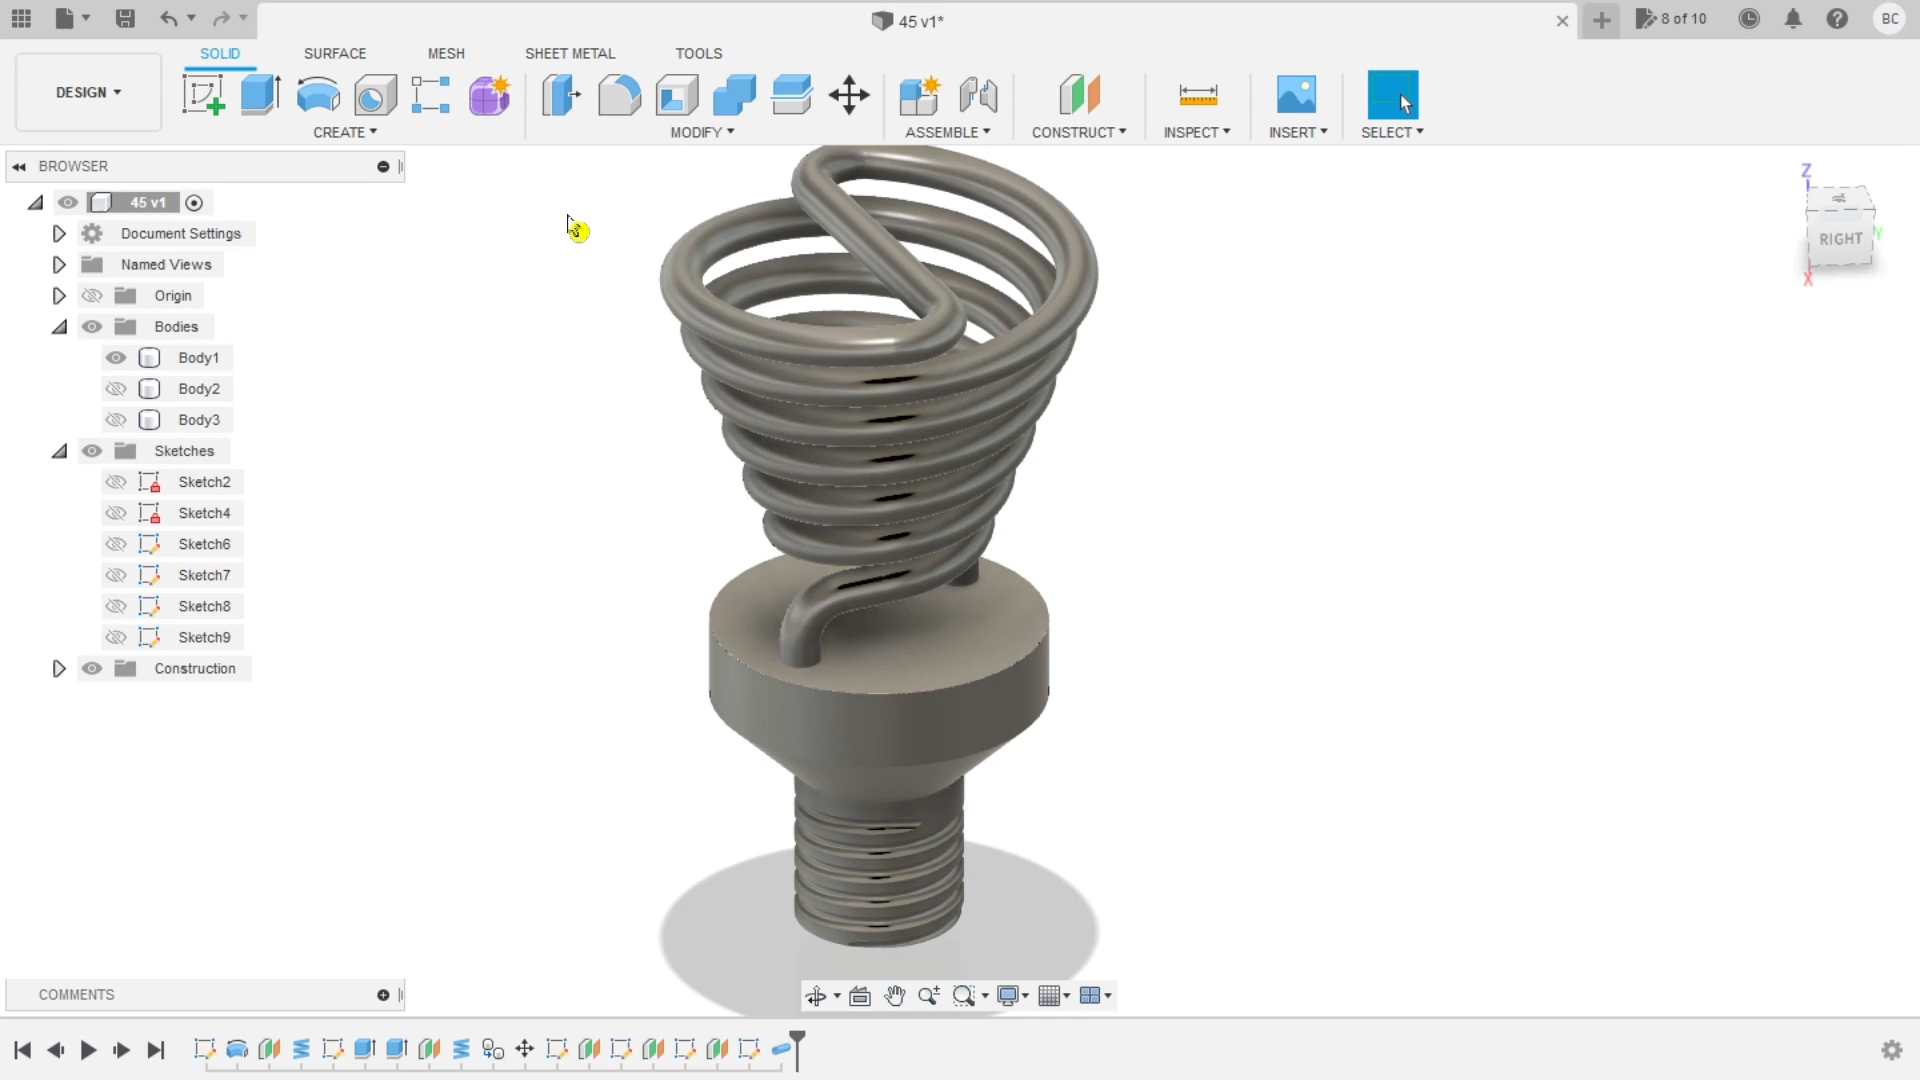 45 v1*
8 of 10
BC
DESIGN
SOLID
SURFACE
MESH
SHEET METAL
TOOLS
CREATE
MODIFY
ASSEMBLE
CONSTRUCT
INSPECT
INSERT
SELECT
BROWSER
45 v1
Document Settings
Named Views
Origin
Bodies
Body1
Body2
Body3
Sketches
Sketch2
Sketch4
Sketch6
Sketch7
Sketch8
Sketch9
Construction
Z
RIGHT
Y
X
COMMENTS